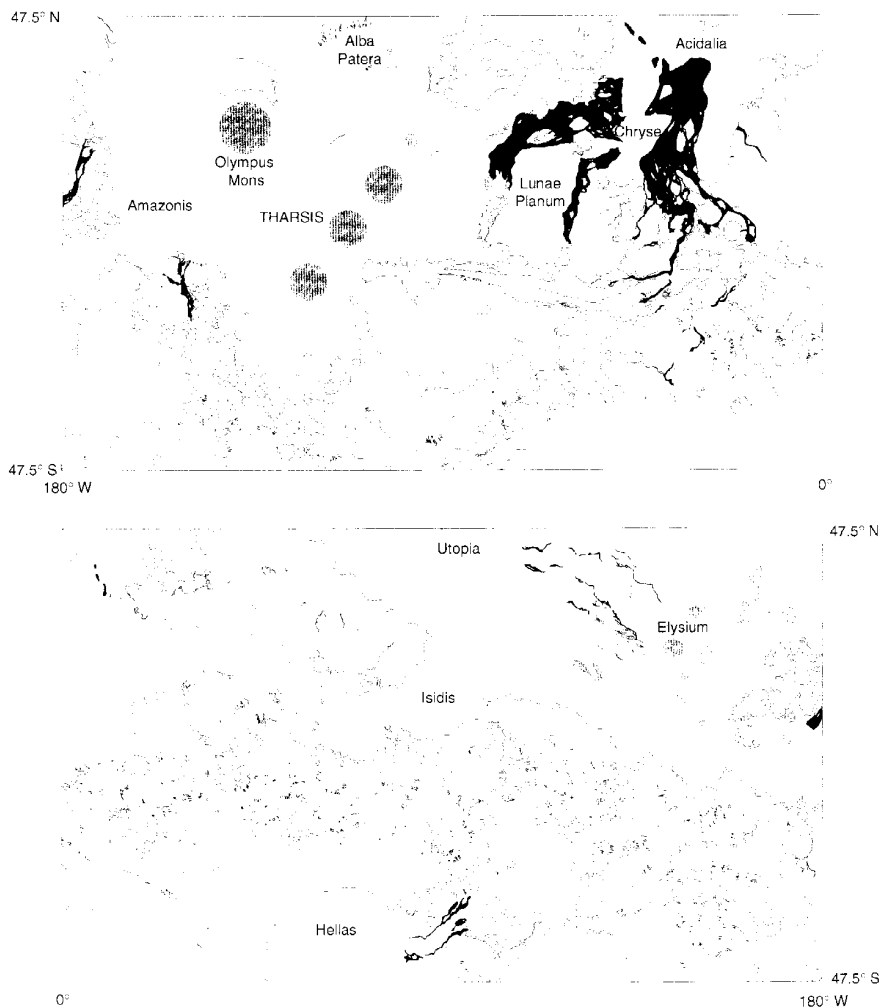 47.5° N
Alba
Patera
Acidalia
Chryse
Olympus
Mons
Lunae
Planum
Amazonis
THARSIS
47.5° S
180° W
0°
47.5° N
Utopia
Elysium
Isidis
Hellas
47.5° S
0°
180° W